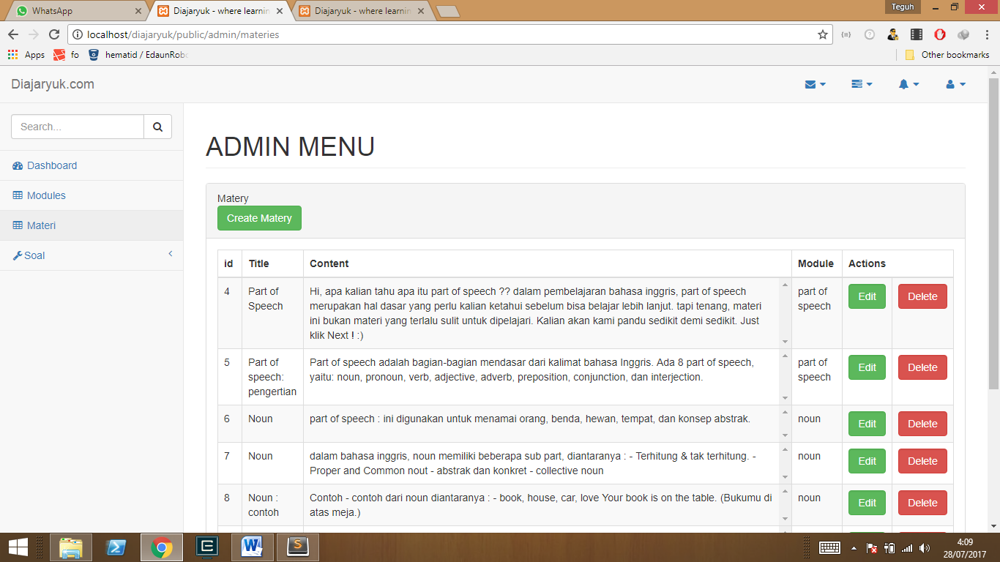 WhatsApp
Diajaryuk - where learnin
Diajaryuk - where learnin
Teguh
localhost/diajaryuk/public/admin/materies
Apps
fo
hematid / EdaunRob
Other bookmarks
Diajaryuk.com
Search...
Dashboard
Modules
Materi
Soal
ADMIN MENU
Matery
Create Matery
id Title Content Module Actions
4
Part of
Speech
Hi, apa kalian tahu apa itu part of speech ?? dalam pembelajaran bahasa inggris, part of speech
merupakan hal dasar yang perlu kalian ketahui sebelum bisa belajar lebih lanjut. tapi tenang, materi
ini bukan materi yang terlalu sulit untuk dipelajari. Kalian akan kami pandu sedikit demi sedikit. Just
klik Next ! :)
part of
speech
Edit
Delete
5
Part of
speech:
pengertian
Part of speech adalah bagian-bagian mendasar dari kalimat bahasa Inggris. Ada 8 part of speech,
yaitu: noun, pronoun, verb, adjective, adverb, preposition, conjunction, dan interjection.
part of
speech
Edit
Delete
6
Noun
part of speech : ini digunakan untuk menamai orang, benda, hewan, tempat, dan konsep abstrak.
noun
Edit
Delete
7
Noun
dalam bahasa inggris, noun memiliki beberapa sub part, diantaranya : - Terhitung & tak terhitung. -
Proper and Common nout - abstrak dan konkret - collective noun
noun
Edit
Delete
8
Noun :
contoh
Contoh - contoh dari noun diantaranya : - book, house, car, love Your book is on the table. (Bukumu di
atas meja.)
noun
Edit
Delete
4:09
28/07/2017